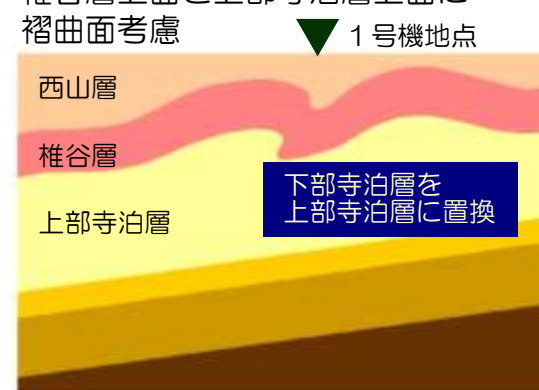 褶曲面考慮
1号機地点
西山層
椎谷層
上部寺泊層
下部寺泊層を
上部寺泊層に置換